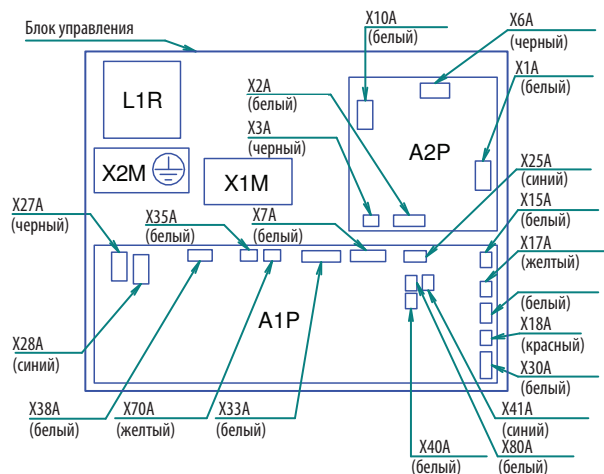 Блок управления
X10A
(белый)
X6A
(черный)
X1A
(белый)
X2A
(белый)
X3A
(черный)
L1R
A2P
X2M
X1M
X25A
(синий)
X27A
(черный)
X35A
(белый)
X7A
(белый)
X15A
(белый)
X17A
(желтый)
(белый)
A1P
X18A
(красный)
X28A
(синий)
X30A
(белый)
X38A
(белый)
X70A
(желтый)
X33A
(белый)
X41A
(синий)
X40A
(белый)
X80A
(белый)